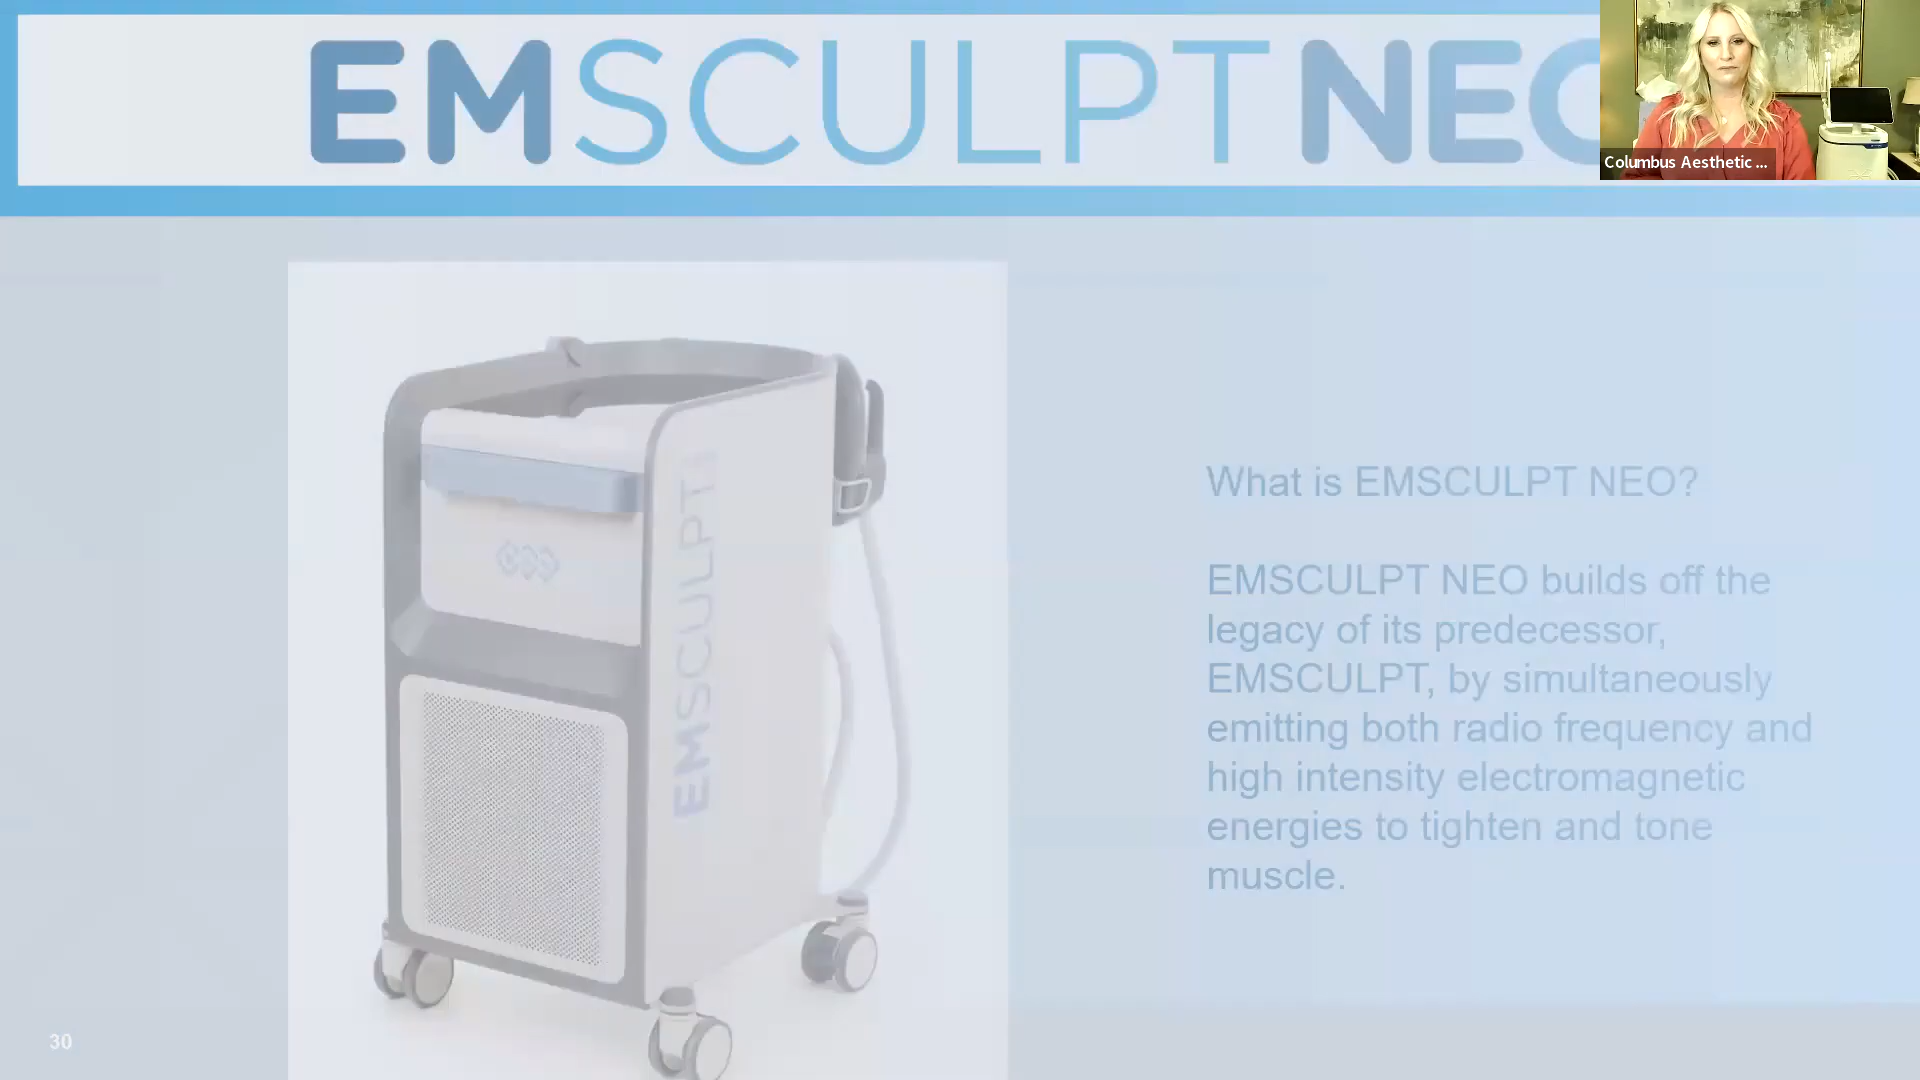 EMSCULPT NEO
Columbus Aesthetic ...
EMSCULPT
What is EMSCULPT NEO?
EMSCULPT NEO builds off the
legacy of its predecessor,
EMSCULPT, by simultaneously
emitting both radio frequency and
high intensity electromagnetic
energies to tighten and tone
muscle.
30